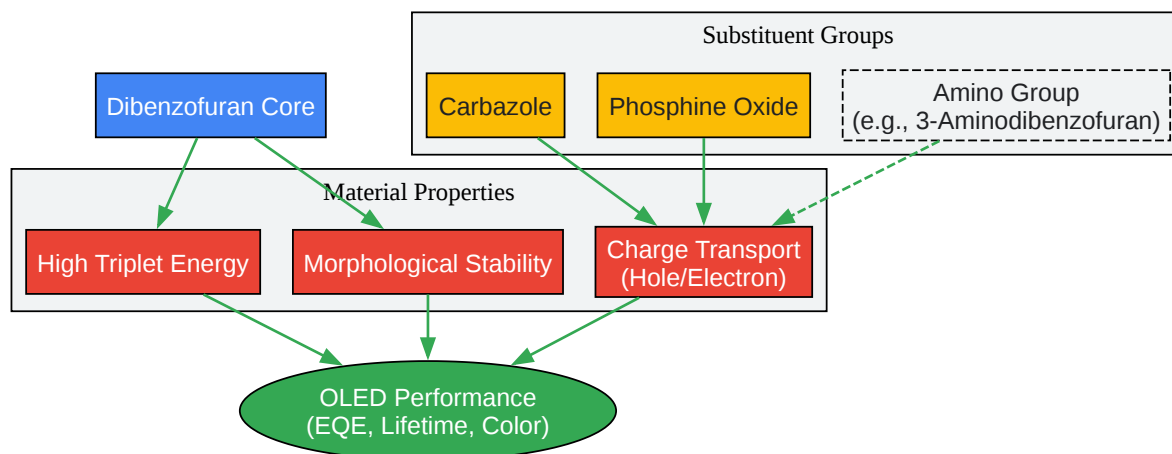 Substituent Groups
Dibenzofuran Core
Carbazole
Phosphine Oxide
Amino Group
(e.g., 3-Aminodibenzofuran)
Material Properties
High Triplet Energy
Morphological Stability
Charge Transport
(Hole/Electron)
OLED Performance
(EQE, Lifetime, Color)